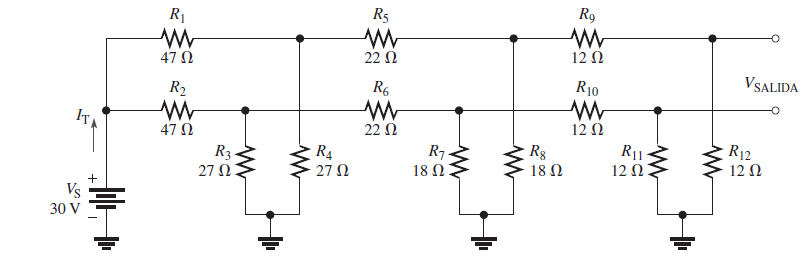 R1 R5 R9
47 Ω 22 Ω 12 Ω
R2 R6 R10 VSALIDA
IT
47 Ω 22 Ω 12 Ω
R3 R4 R7 R8 R11 R12
27 Ω 27 Ω 18 Ω 18 Ω 12 Ω 12 Ω
+
VS
30 V
–